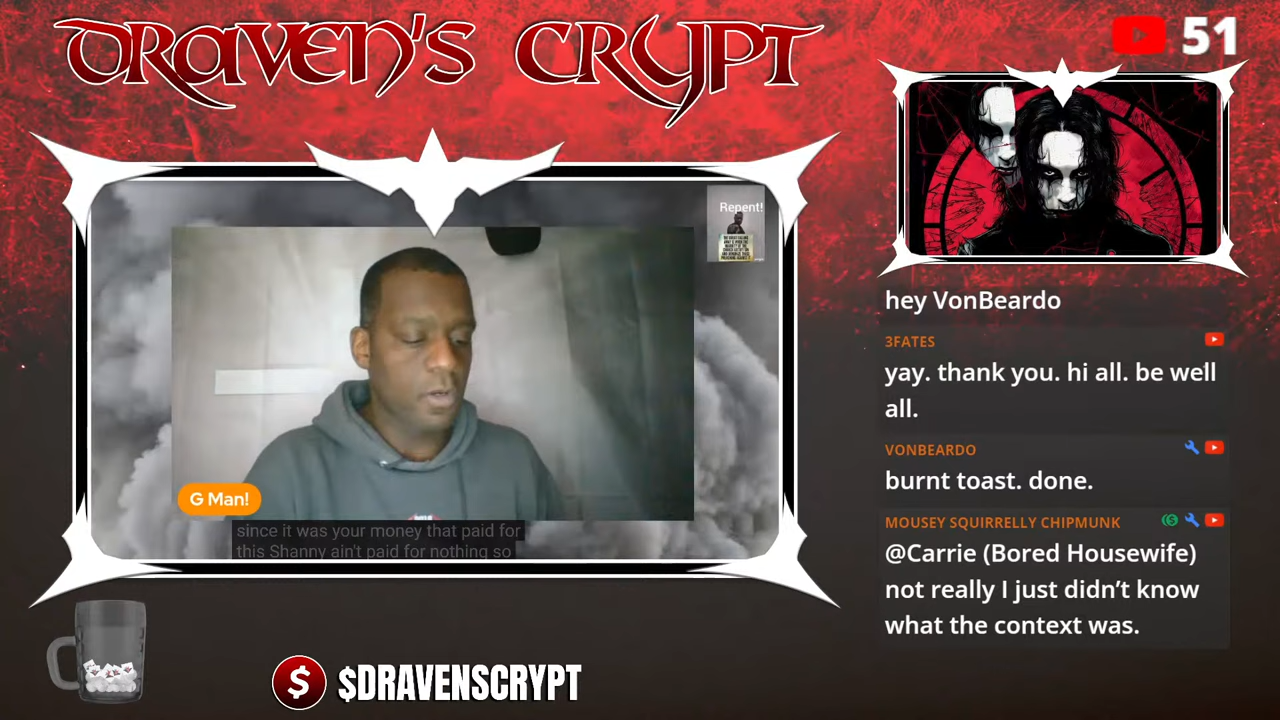 DRAVEN'S CRYPT
51
Repent!
hey VonBeardo
3FATES
yay. thank you. hi all. be well
all.
VONBEARDO
burnt toast. done.
MOUSEY SQUIRRELLY CHIPMUNK
@Carrie (Bored Housewife)
not really I just didn’t know
what the context was.
G Man!
since it was your money that paid for
this Shanny ain't paid for nothing so
$
$DRAVENSCRYPT